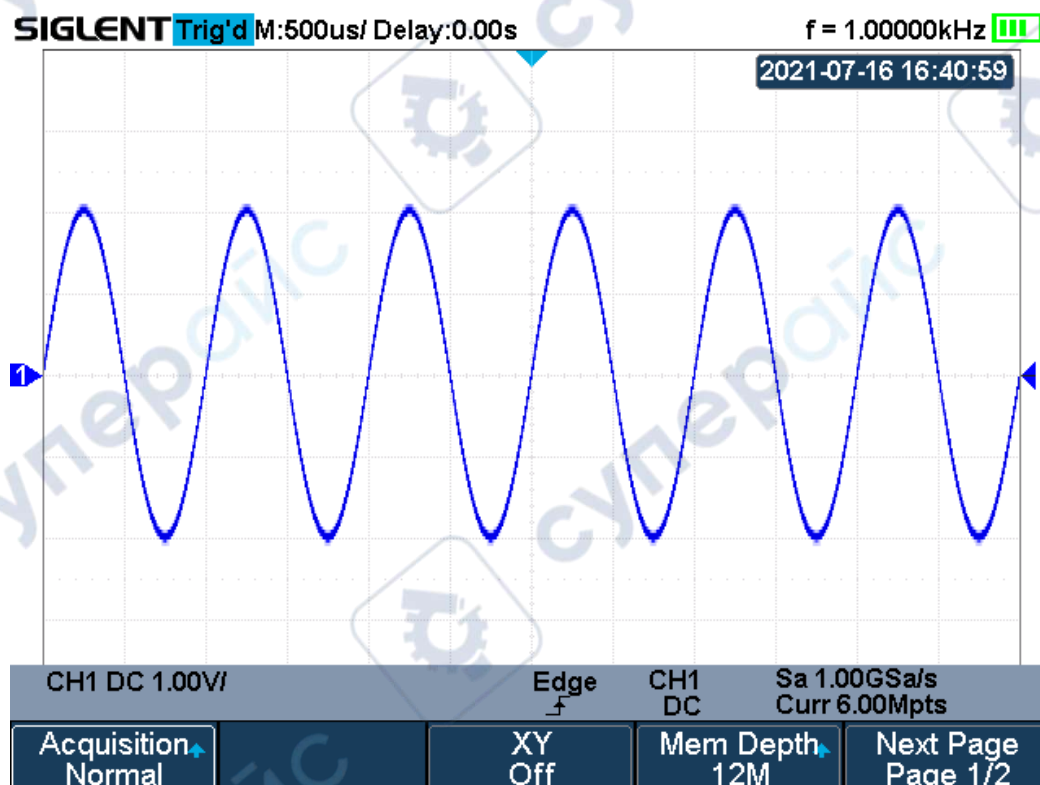 SIGLENT Trig'd M:500us/ Delay:0.00s f = 1.00000kHz
2021-07-16 16:40:59
1
CH1 DC 1.00V/ Edge CH1 Sa 1.00GSa/s
DC Curr 6.00Mpts
Acquisition XY Mem Depth Next Page
Normal Off 12M Page 1/2
суперайс
суперайс